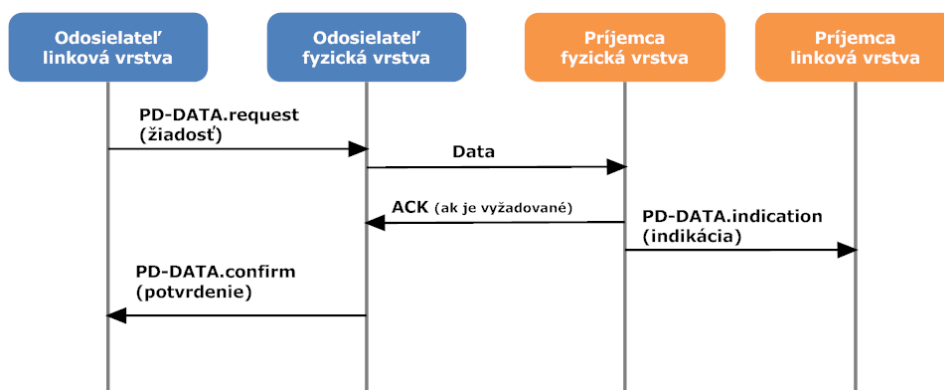 Odosielateľ
linková vrstva
Odosielateľ
fyzická vrstva
Príjemca
fyzická vrstva
Príjemca
linková vrstva
PD-DATA.request
(žiadosť)
Data
ACK (ak je vyžadované)
PD-DATA.indication
(indikácia)
PD-DATA.confirm
(potvrdenie)